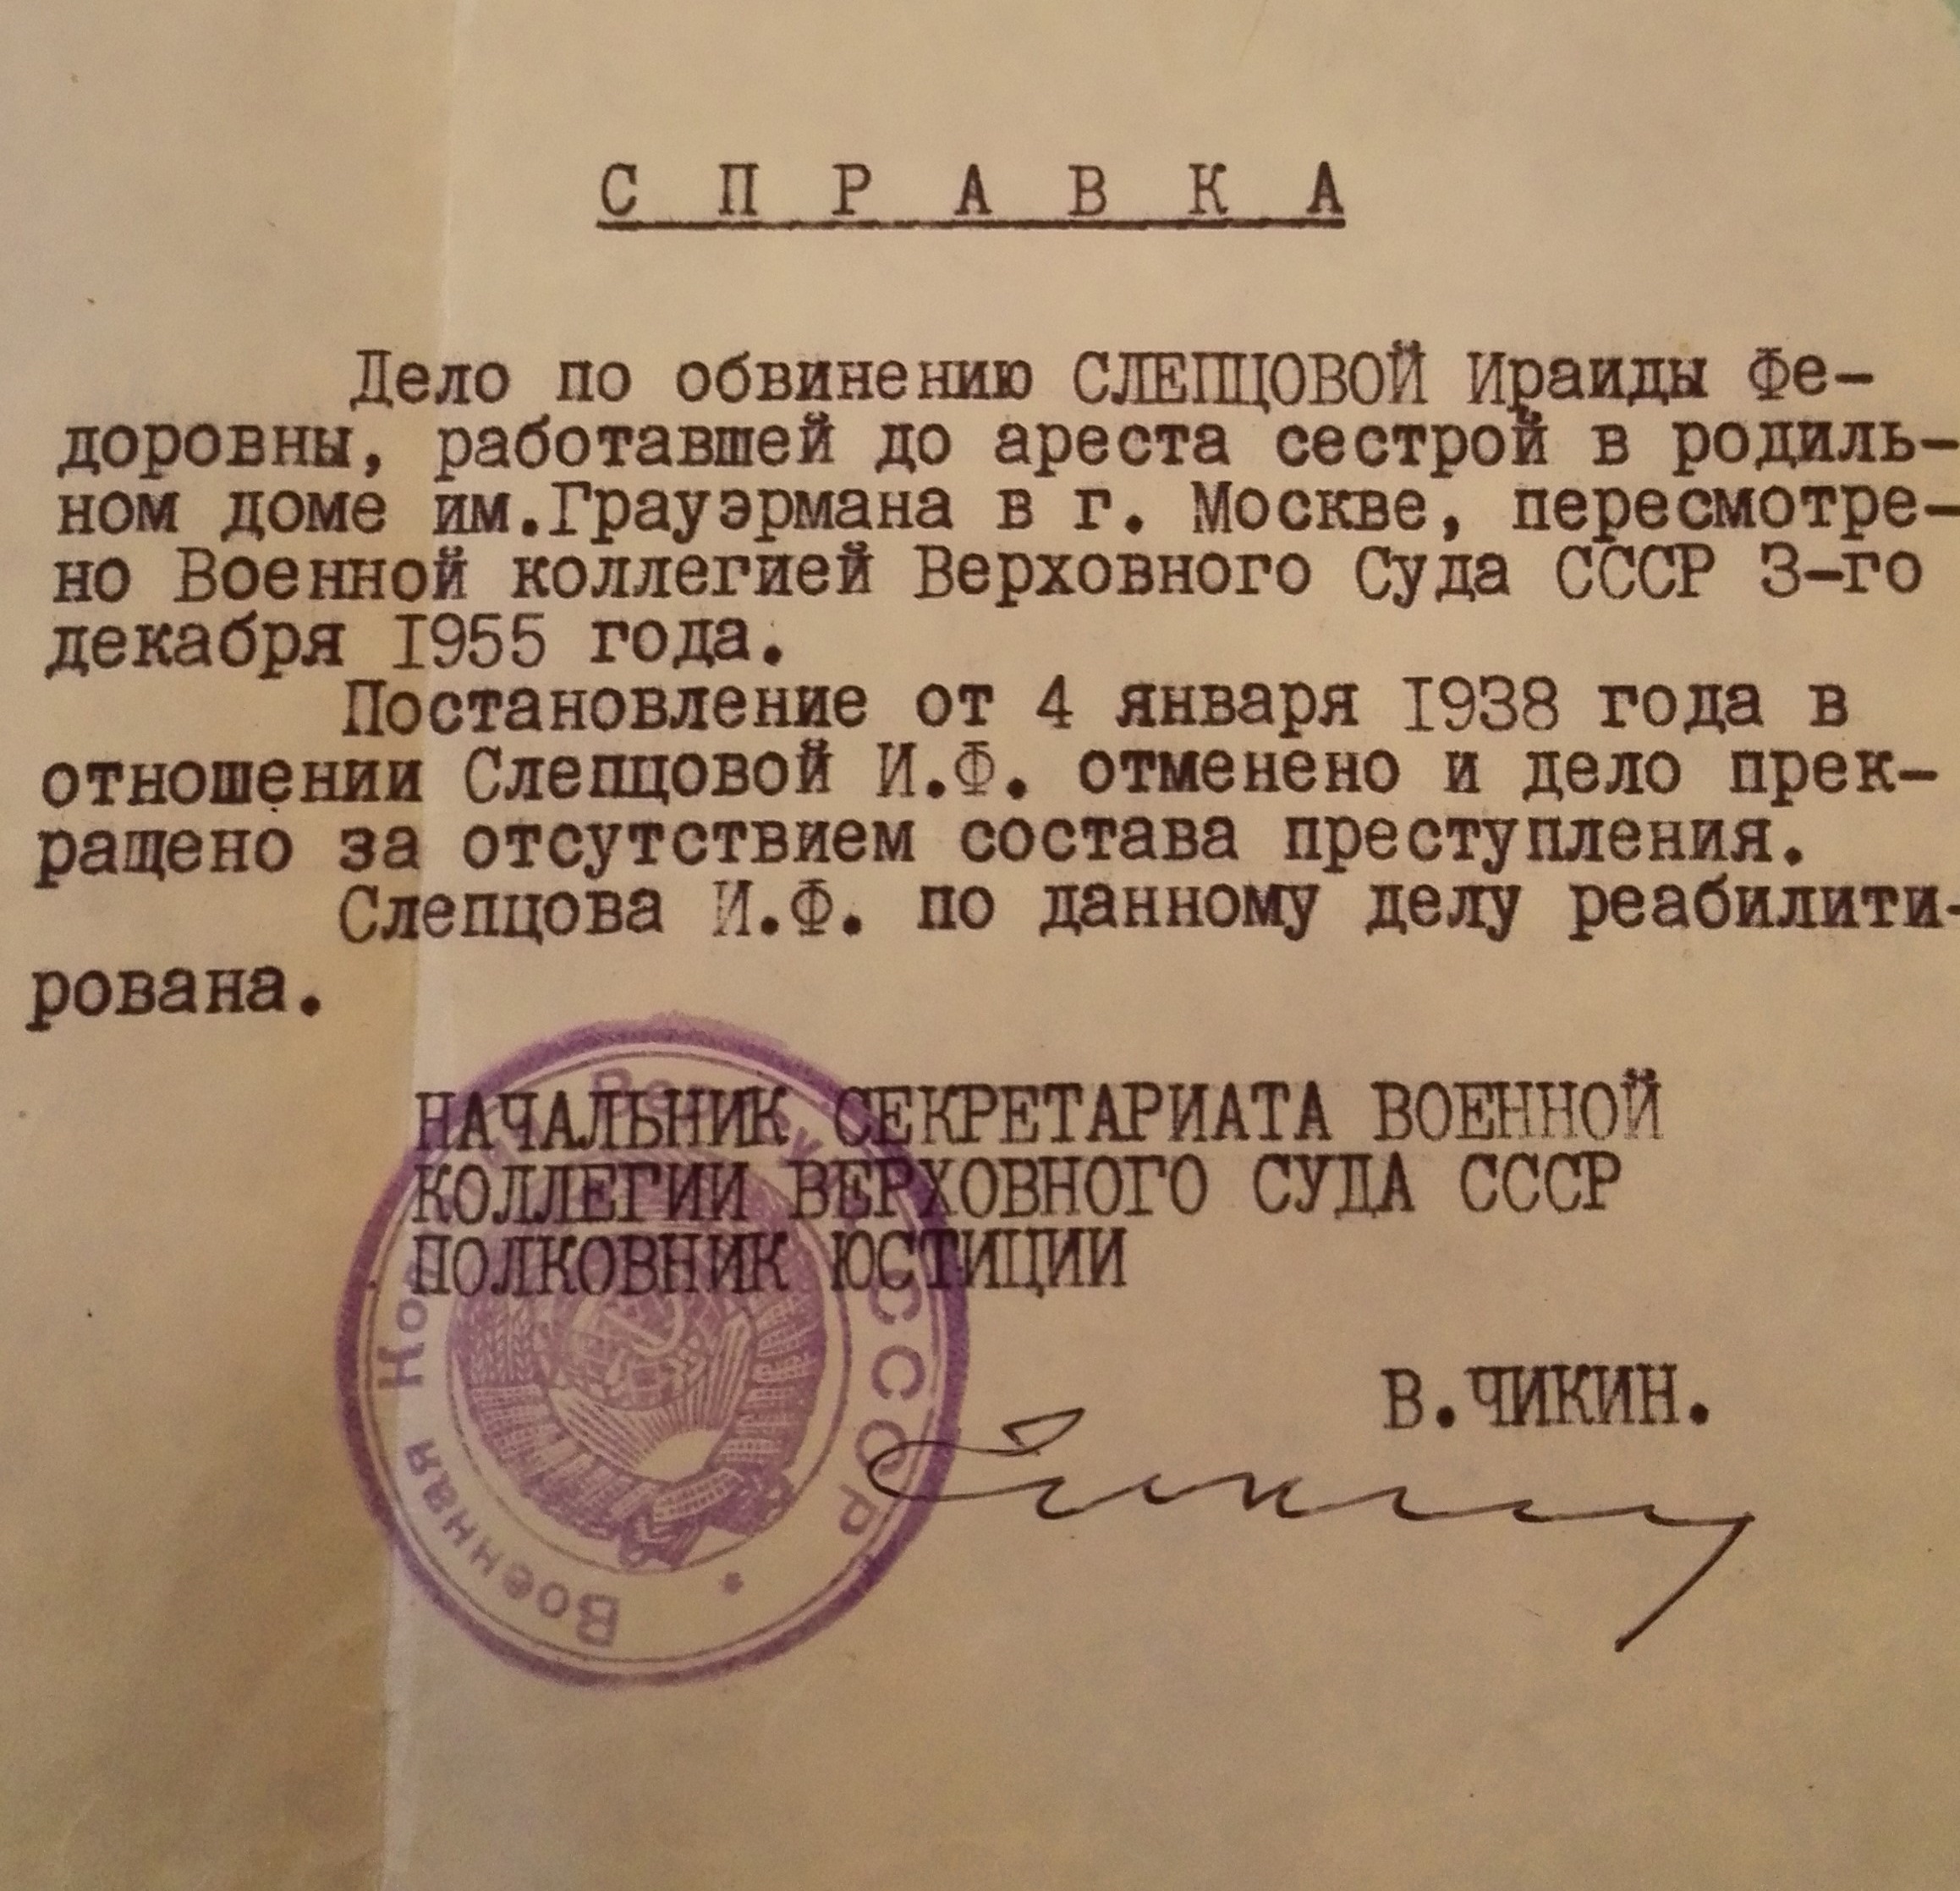 С П Р А В К А
Дело по обвинению СЛЕПЦОВОЙ Ираиды Фе-
доровны, работавшей до ареста сестрой в родиль-
ном доме им.Грауэрмана в г. Москве, пересмотре-
но Военной коллегией Верховного Суда СССР 3-го
декабря 1955 года.
Постановление от 4 января 1938 года в
отношении Слепцовой И.Ф. отменено и дело прек-
ращено за отсутствием состава преступления.
Слепцова И.Ф. по данному делу реабилити-
рована.
НАЧАЛЬНИК СЕКРЕТАРИАТА ВОЕННОЙ
КОЛЛЕГИИ ВЕРХОВНОГО СУДА СССР
ПОЛКОВНИК ЮСТИЦИИ
В.ЧИКИН.
Военная СССР